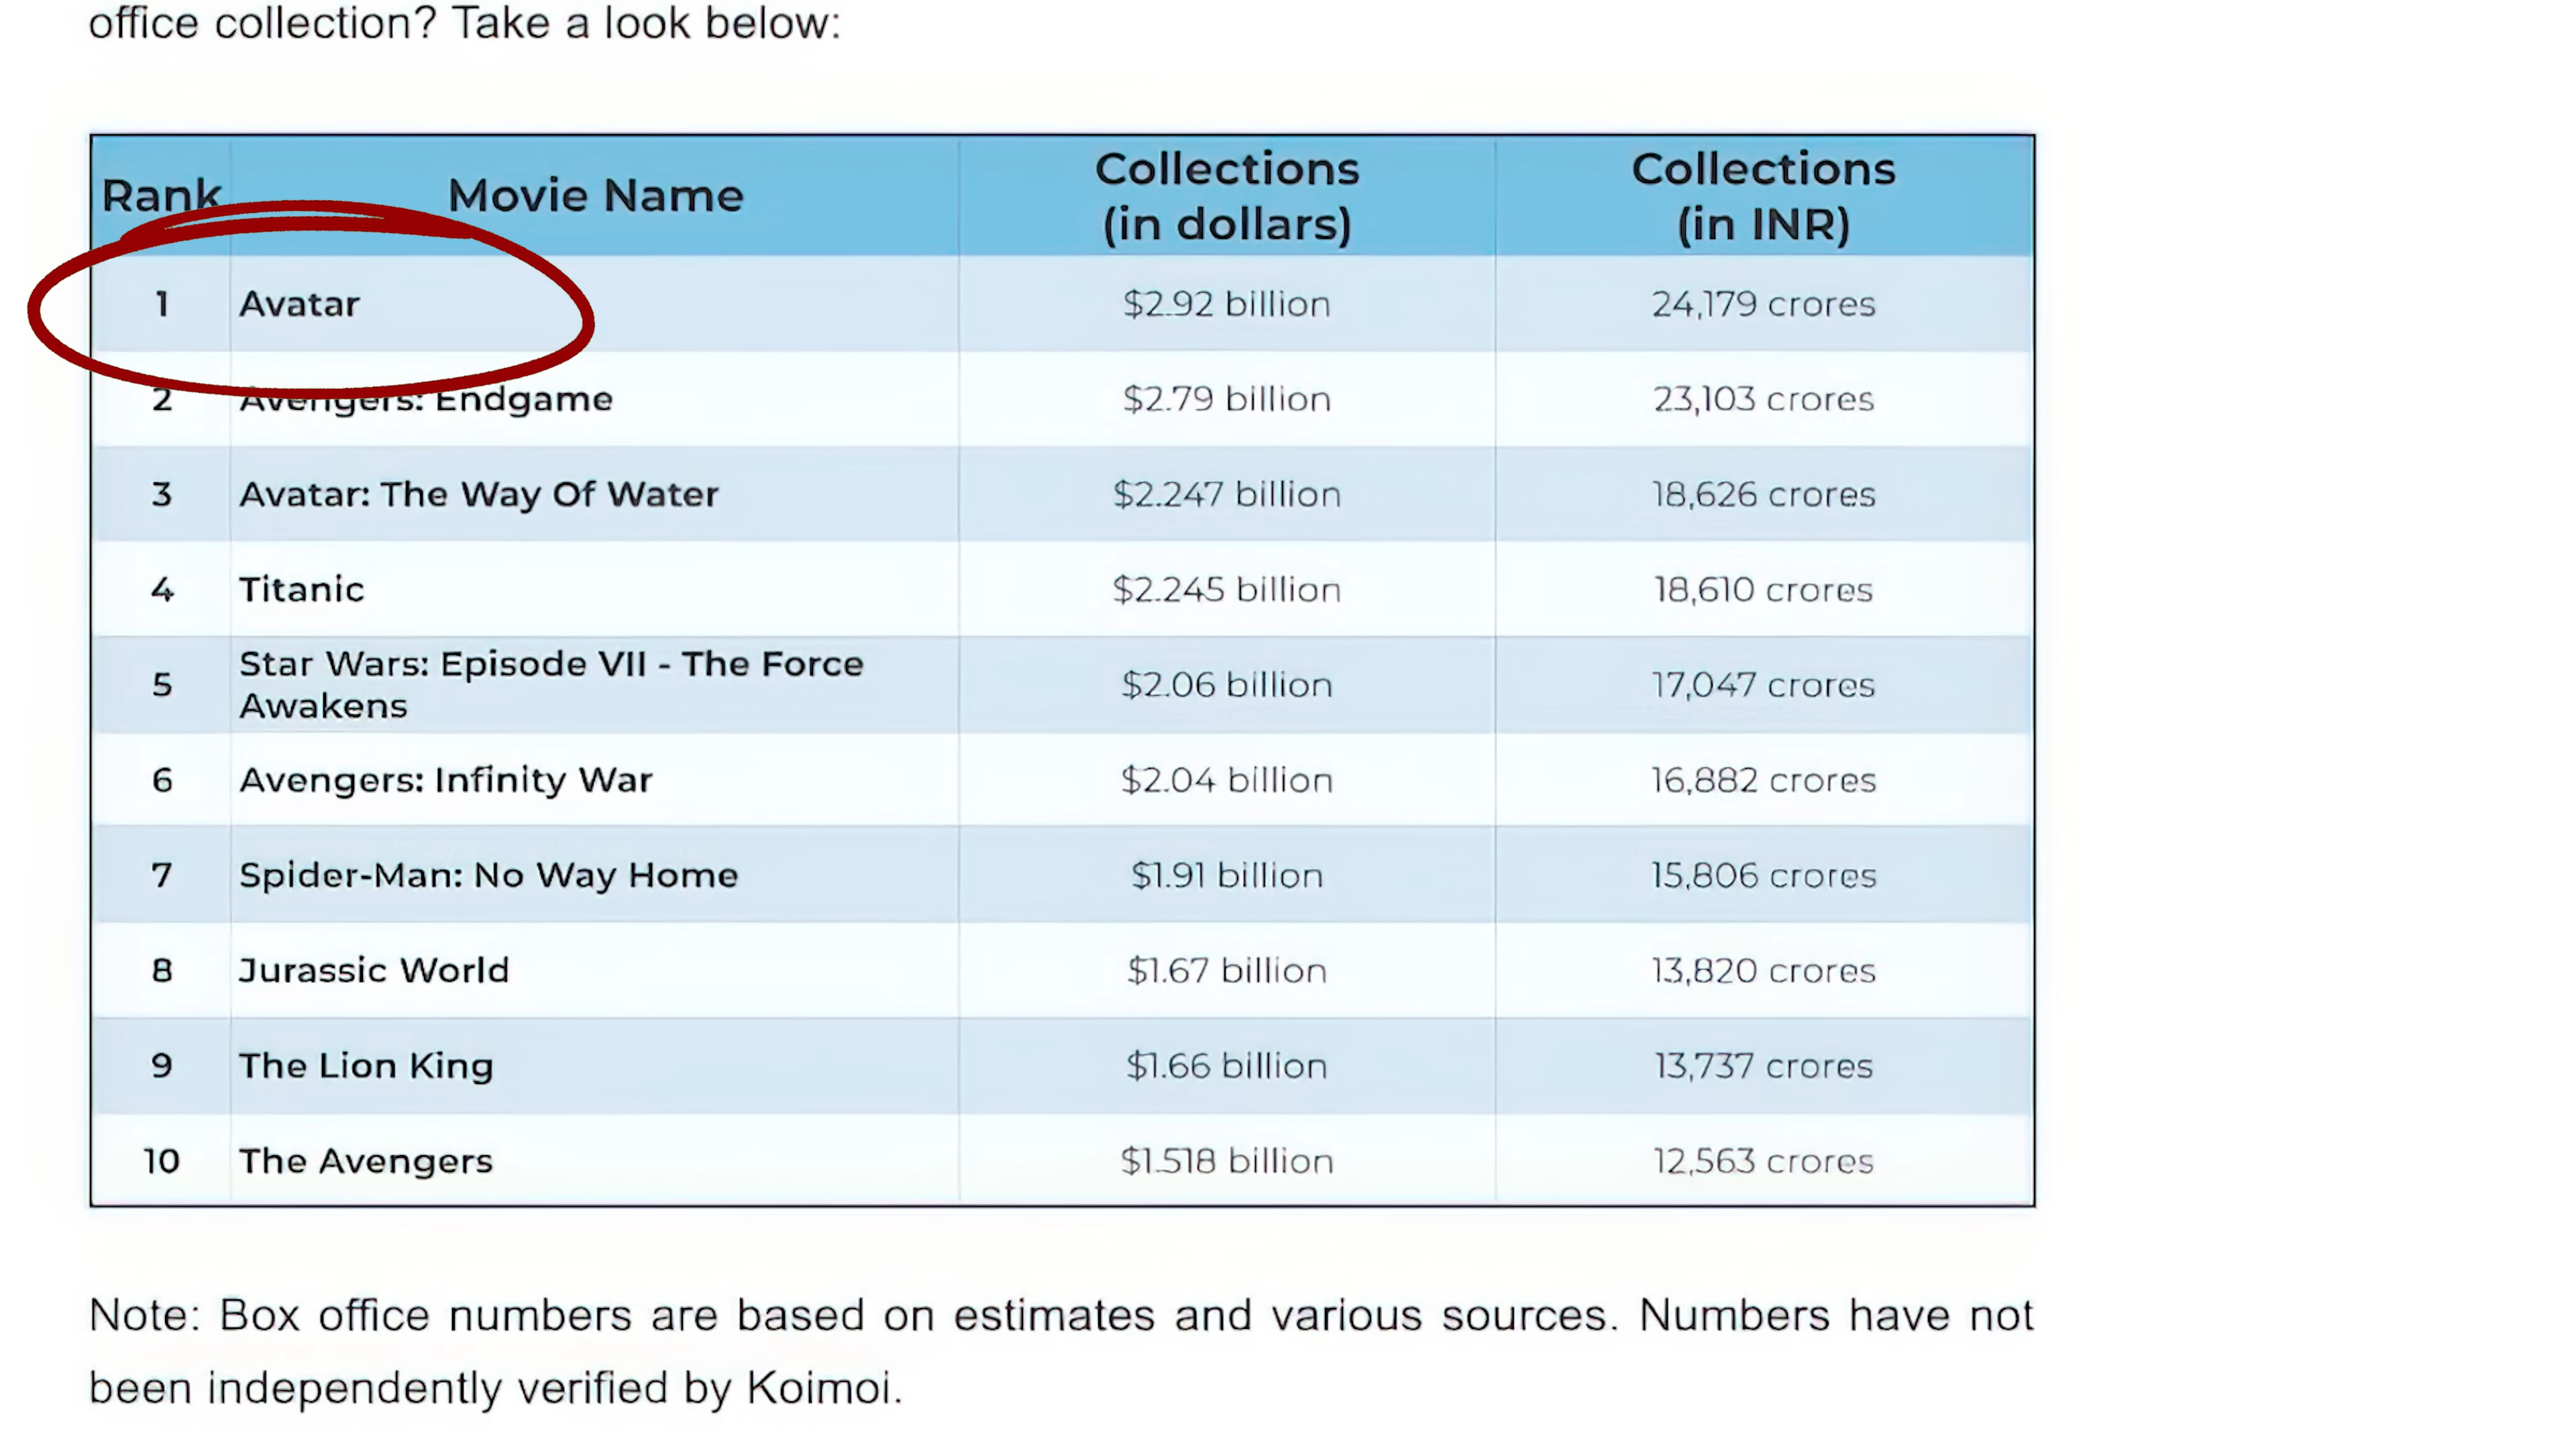 office collection? Take a look below:
Rank Movie Name Collections (in dollars) Collections (in INR)
1 Avatar $2.92 billion 24,179 crores
2 Avengers: Endgame $2.79 billion 23,103 crores
3 Avatar: The Way Of Water $2.247 billion 18,626 crores
4 Titanic $2.245 billion 18,610 crores
5 Star Wars: Episode VII - The Force Awakens $2.06 billion 17,047 crores
6 Avengers: Infinity War $2.04 billion 16,882 crores
7 Spider-Man: No Way Home $1.91 billion 15,806 crores
8 Jurassic World $1.67 billion 13,820 crores
9 The Lion King $1.66 billion 13,737 crores
10 The Avengers $1.518 billion 12,563 crores
Note: Box office numbers are based on estimates and various sources. Numbers have not
been independently verified by Koimoi.